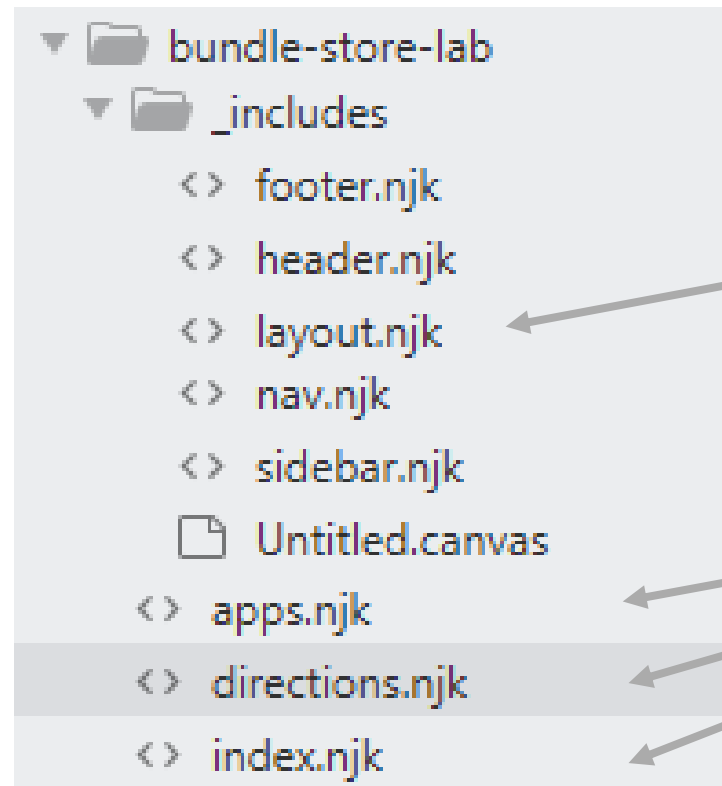 bundle-store-lab
_includes
footer.njk
header.njk
layout.njk
nav.njk
sidebar.njk
Untitled.canvas
apps.njk
directions.njk
index.njk